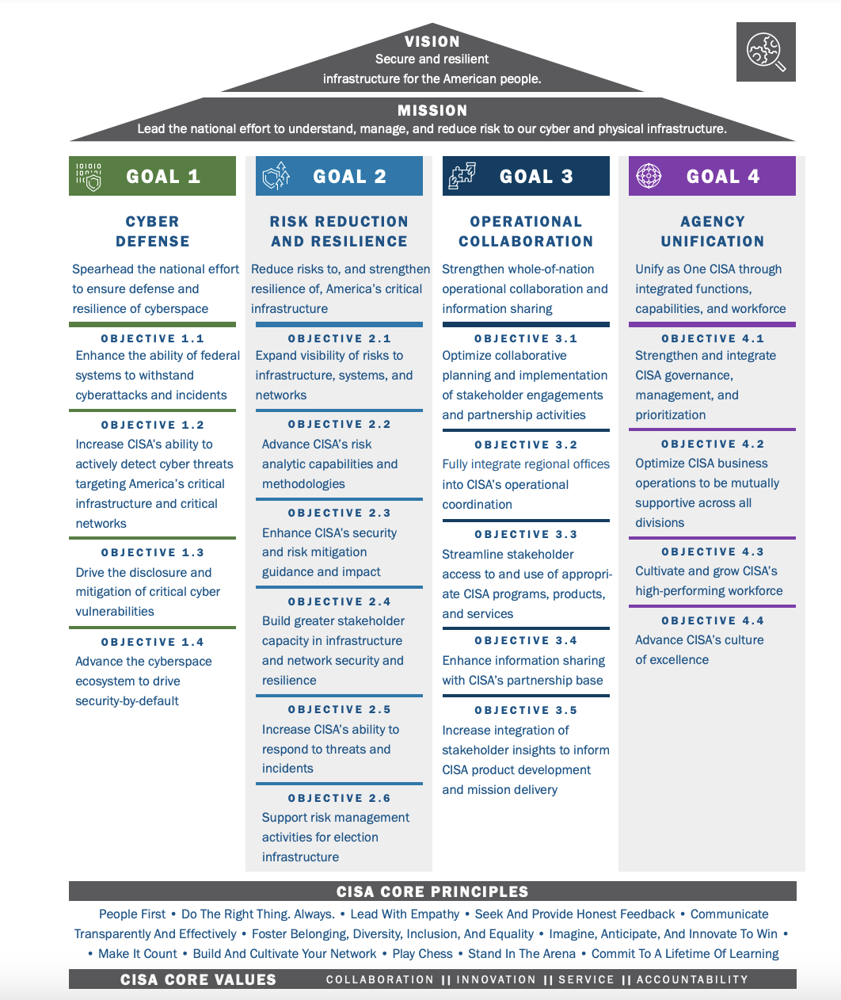 VISION
Secure and resilient
infrastructure for the American people.
MISSION
Lead the national effort to understand, manage, and reduce risk to our cyber and physical infrastructure.
GOAL 1
CYBER
DEFENSE
Spearhead the national effort
to ensure defense and
resilience of cyberspace
OBJECTIVE 1.1
Enhance the ability of federal
systems to withstand
cyberattacks and incidents
OBJECTIVE 1.2
Increase CISA's ability to
actively detect cyber threats
targeting America's critical
infrastructure and critical
networks
OBJECTIVE 1.3
Drive the disclosure and
mitigation of critical cyber
vulnerabilities
OBJECTIVE 1.4
Advance the cyberspace
ecosystem to drive
security-by-default
GOAL 2
RISK REDUCTION
AND RESILIENCE
Reduce risks to, and strengthen
resilience of, America's critical
infrastructure
OBJECTIVE 2.1
Expand visibility of risks to
infrastructure, systems, and
networks
OBJECTIVE 2.2
Advance CISA's risk
analytic capabilities and
methodologies
OBJECTIVE 2.3
Enhance CISA's security
and risk mitigation
guidance and impact
OBJECTIVE 2.4
Build greater stakeholder
capacity in infrastructure
and network security and
resilience
OBJECTIVE 2.5
Increase CISA's ability to
respond to threats and
incidents
OBJECTIVE 2.6
Support risk management
activities for election
infrastructure
GOAL 3
OPERATIONAL
COLLABORATION
Strengthen whole-of-nation
operational collaboration and
information sharing
OBJECTIVE 3.1
Optimize collaborative
planning and implementation
of stakeholder engagements
and partnership activities
OBJECTIVE 3.2
Fully integrate regional offices
into CISA's operational
coordination
OBJECTIVE 3.3
Streamline stakeholder
access to and use of appropri-
ate CISA programs, products,
and services
OBJECTIVE 3.4
Enhance information sharing
with CISA's partnership base
OBJECTIVE 3.5
Increase integration of
stakeholder insights to inform
CISA product development
and mission delivery
GOAL 4
AGENCY
UNIFICATION
Unify as One CISA through
integrated functions,
capabilities, and workforce
OBJECTIVE 4.1
Strengthen and integrate
CISA governance,
management, and
prioritization
OBJECTIVE 4.2
Optimize CISA business
operations to be mutually
supportive across all
divisions
OBJECTIVE 4.3
Cultivate and grow CISA's
high-performing workforce
OBJECTIVE 4.4
Advance CISA's culture
of excellence
CISA CORE PRINCIPLES
People First • Do The Right Thing. Always. • Lead With Empathy • Seek And Provide Honest Feedback • Communicate
Transparently And Effectively • Foster Belonging, Diversity, Inclusion, And Equality • Imagine, Anticipate, And Innovate To Win •
• Make It Count • Build And Cultivate Your Network • Play Chess • Stand In The Arena • Commit To A Lifetime Of Learning
CISA CORE VALUES COLLABORATION || INNOVATION || SERVICE || ACCOUNTABILITY